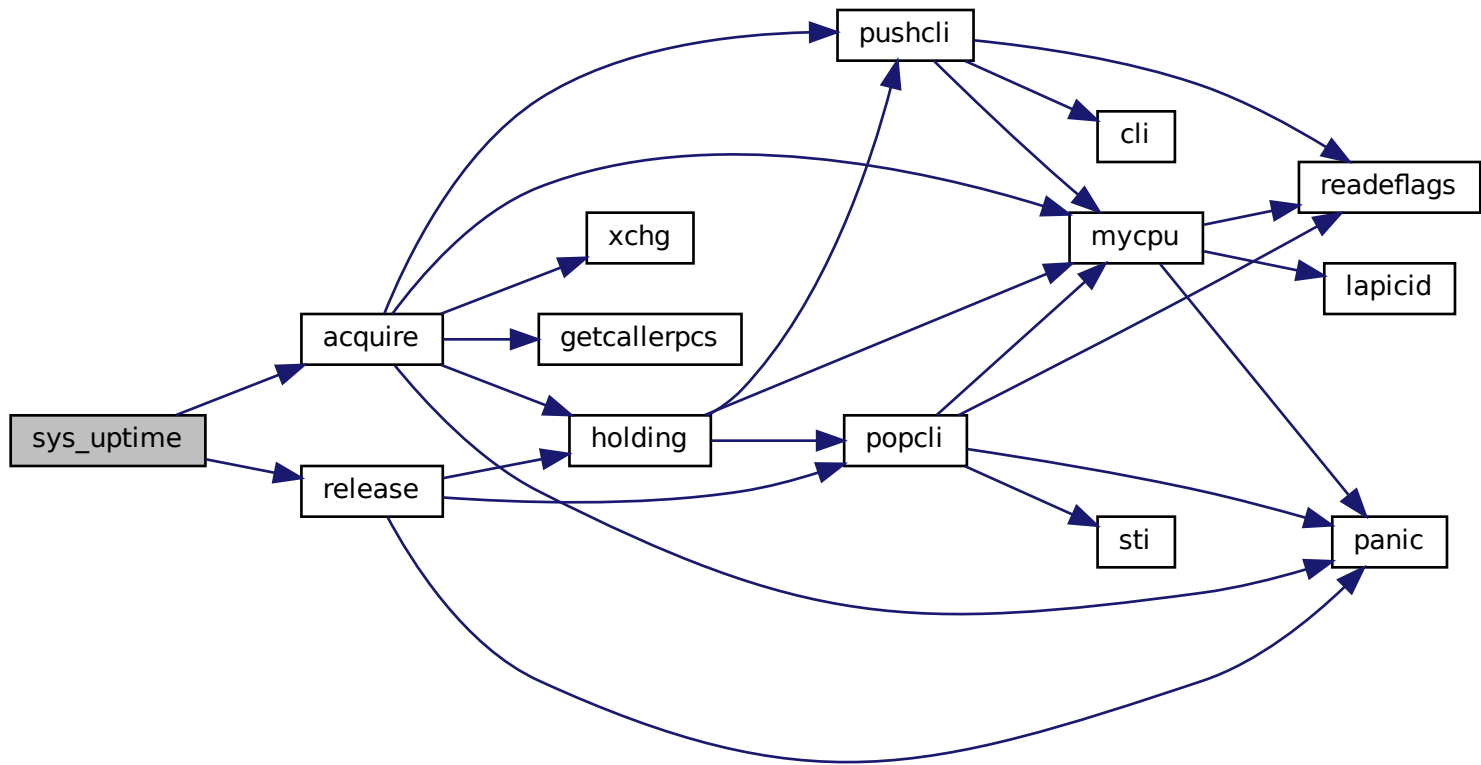 pushcli
cli
readeflags
xchg
mycpu
lapicid
acquire
getcallerpcs
sys_uptime
holding
popcli
release
sti
panic